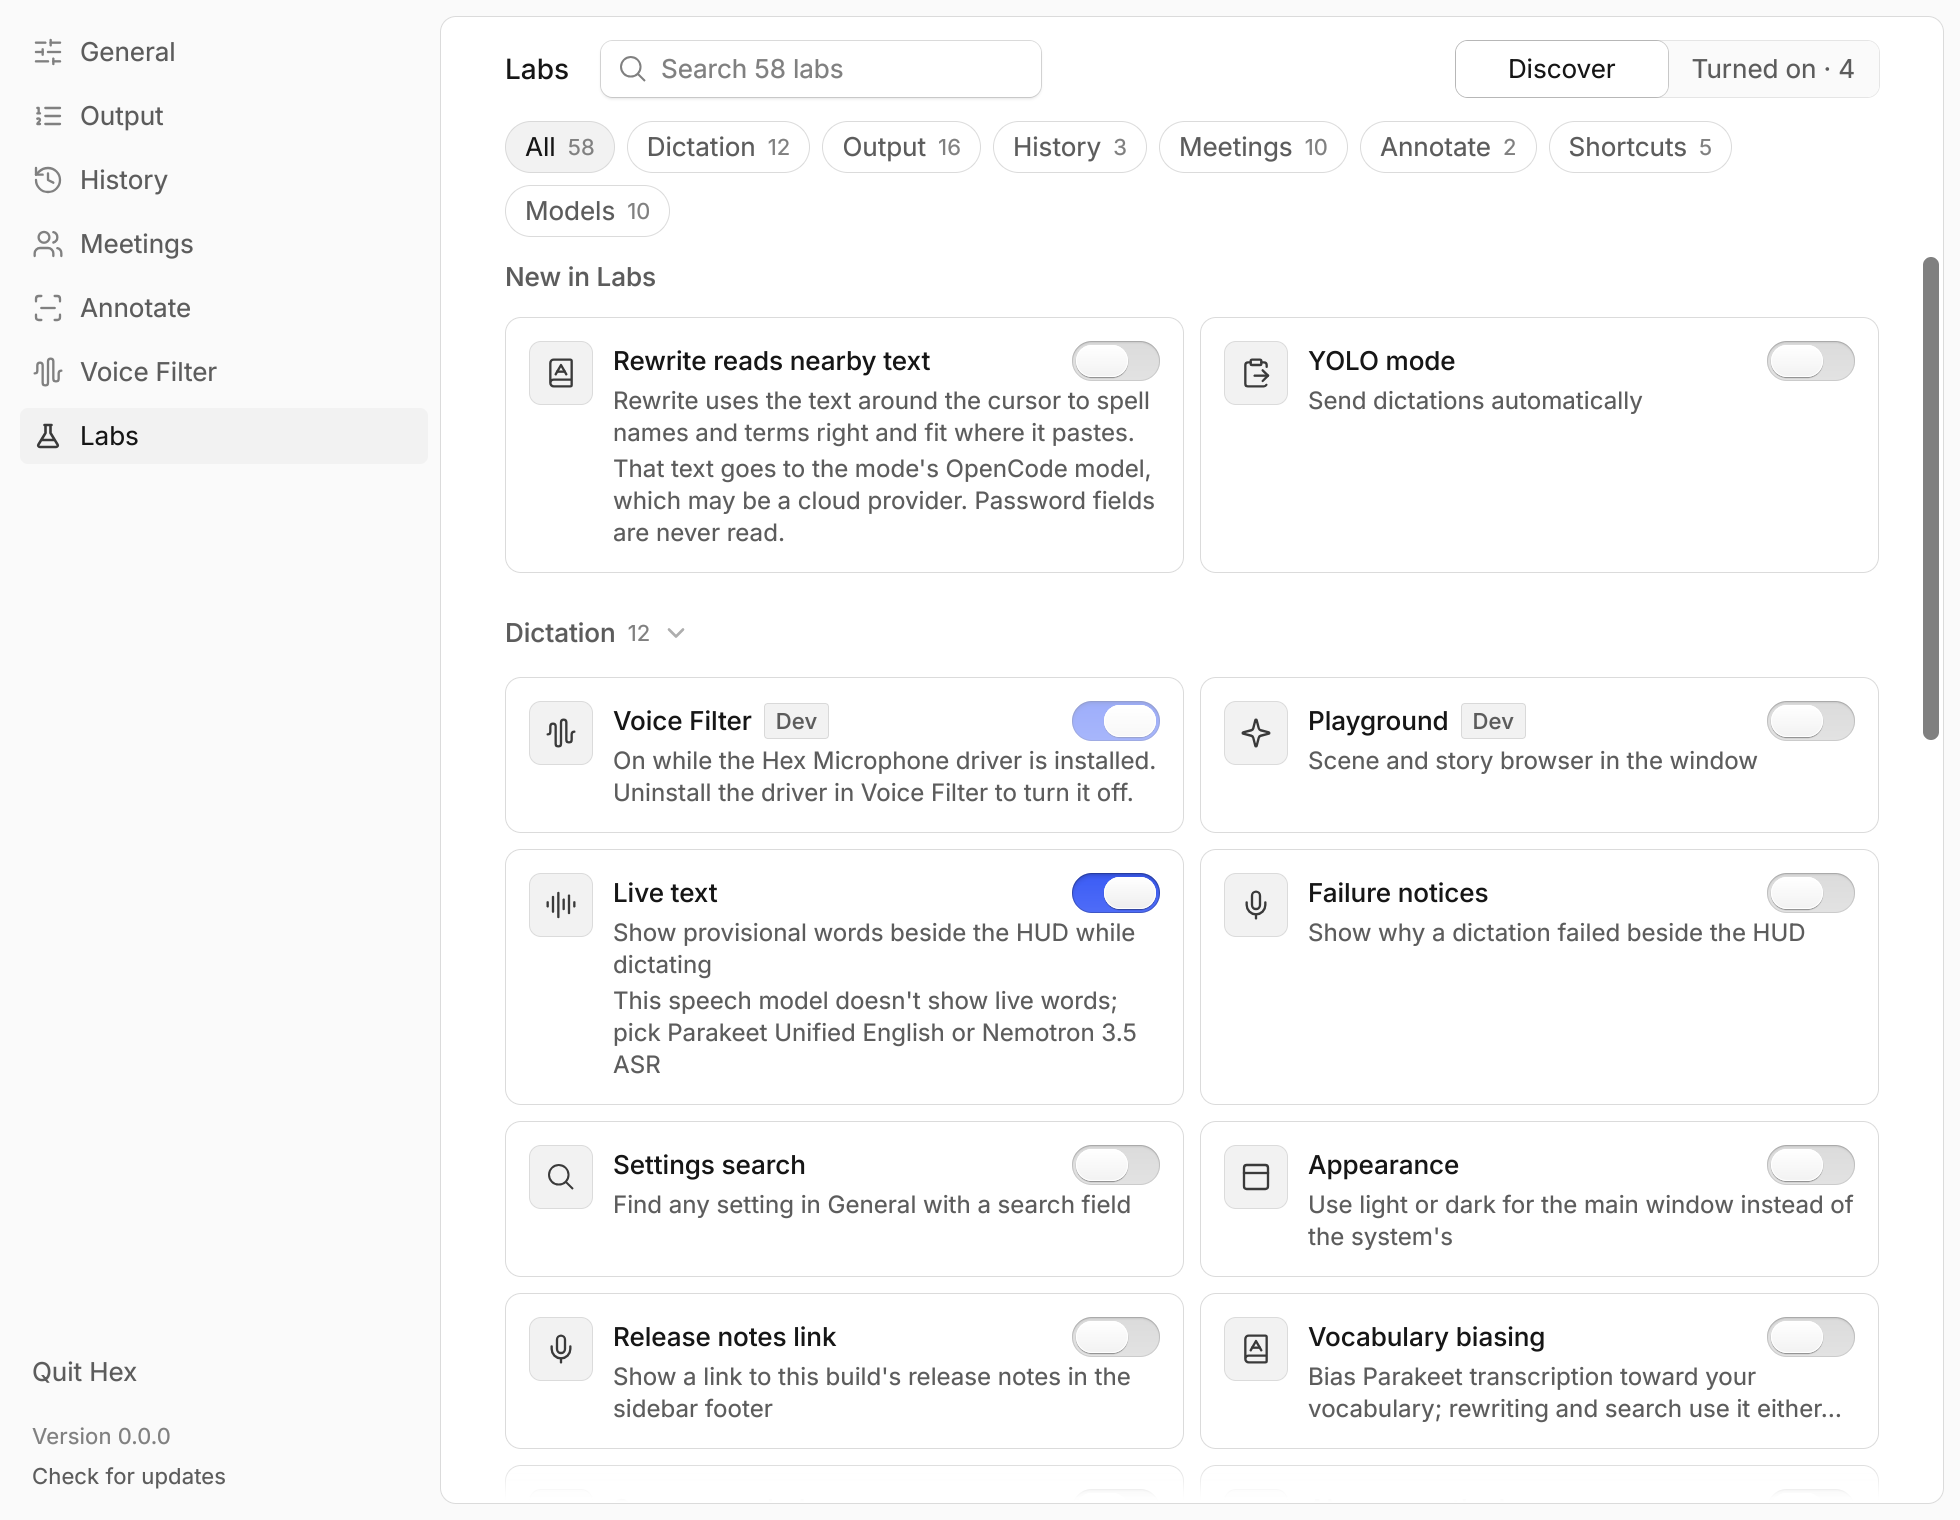 General
Output
History
Meetings
Annotate
Voice Filter
Labs
Quit Hex
Version 0.0.0
Check for updates
Labs
Search 58 labs
Discover
Turned on · 4
All 58
Dictation 12
Output 16
History 3
Meetings 10
Annotate 2
Shortcuts 5
Models 10
New in Labs
Rewrite reads nearby text
Rewrite uses the text around the cursor to spell
names and terms right and fit where it pastes.
That text goes to the mode's OpenCode model,
which may be a cloud provider. Password fields
are never read.
YOLO mode
Send dictations automatically
Dictation 12
Voice Filter Dev
On while the Hex Microphone driver is installed.
Uninstall the driver in Voice Filter to turn it off.
Playground Dev
Scene and story browser in the window
Live text
Show provisional words beside the HUD while
dictating
This speech model doesn't show live words;
pick Parakeet Unified English or Nemotron 3.5
ASR
Failure notices
Show why a dictation failed beside the HUD
Settings search
Find any setting in General with a search field
Appearance
Use light or dark for the main window instead of
the system's
Release notes link
Show a link to this build's release notes in the
sidebar footer
Vocabulary biasing
Bias Parakeet transcription toward your
vocabulary; rewriting and search use it either...